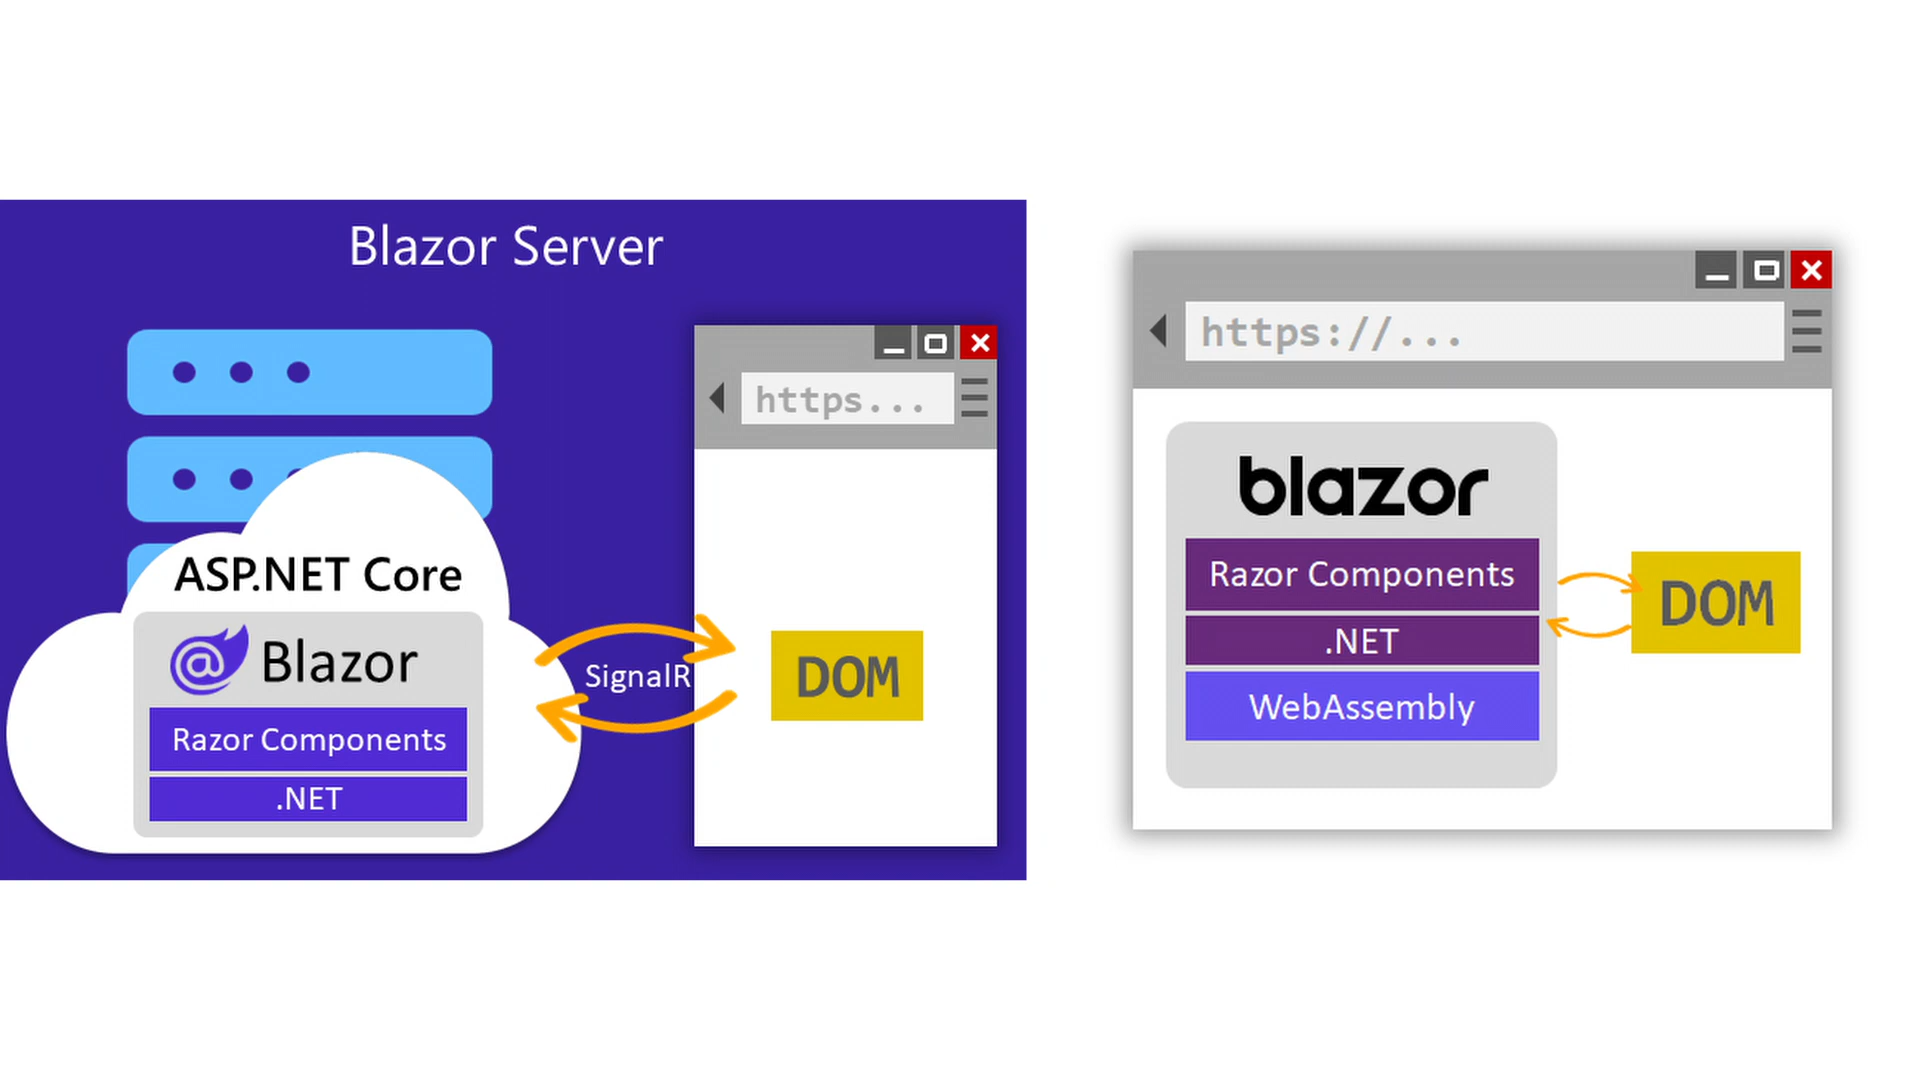 Blazor Server
https...
ASP.NET Core
@ Blazor
SignalR
DOM
Razor Components
.NET
https://...
blazor
Razor Components
.NET
WebAssembly
DOM